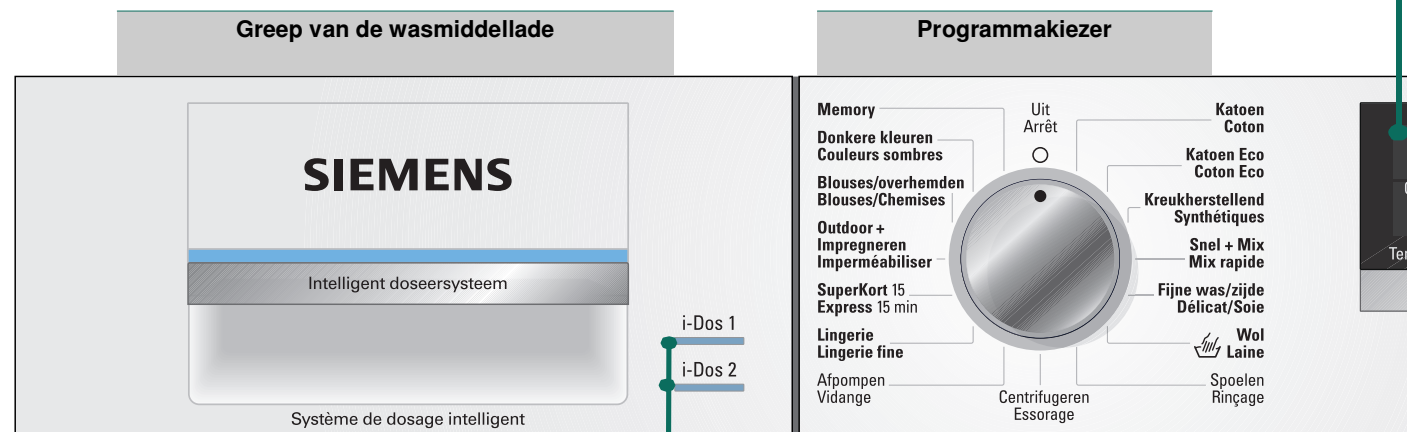 Greep van de wasmiddellade
Programmakiezer
SIEMENS
Intelligent doseersysteem
Système de dosage intelligent
i-Dos 1
i-Dos 2
Uit
Arrêt
Memory
Donkere kleuren
Couleurs sombres
Blouses/overhemden
Blouses/Chemises
Outdoor +
Impregneren
Imperméabiliser
SuperKort 15
Express 15 min
Lingerie
Lingerie fine
Afpompen
Vidange
Centrifugeren
Essorage
Katoen
Coton
Katoen Eco
Coton Eco
Kreukherstellend
Synthétiques
Snel + Mix
Mix rapide
Fijne was/zijde
Délicat/Soie
Wol
Laine
Spoelen
Rinçage